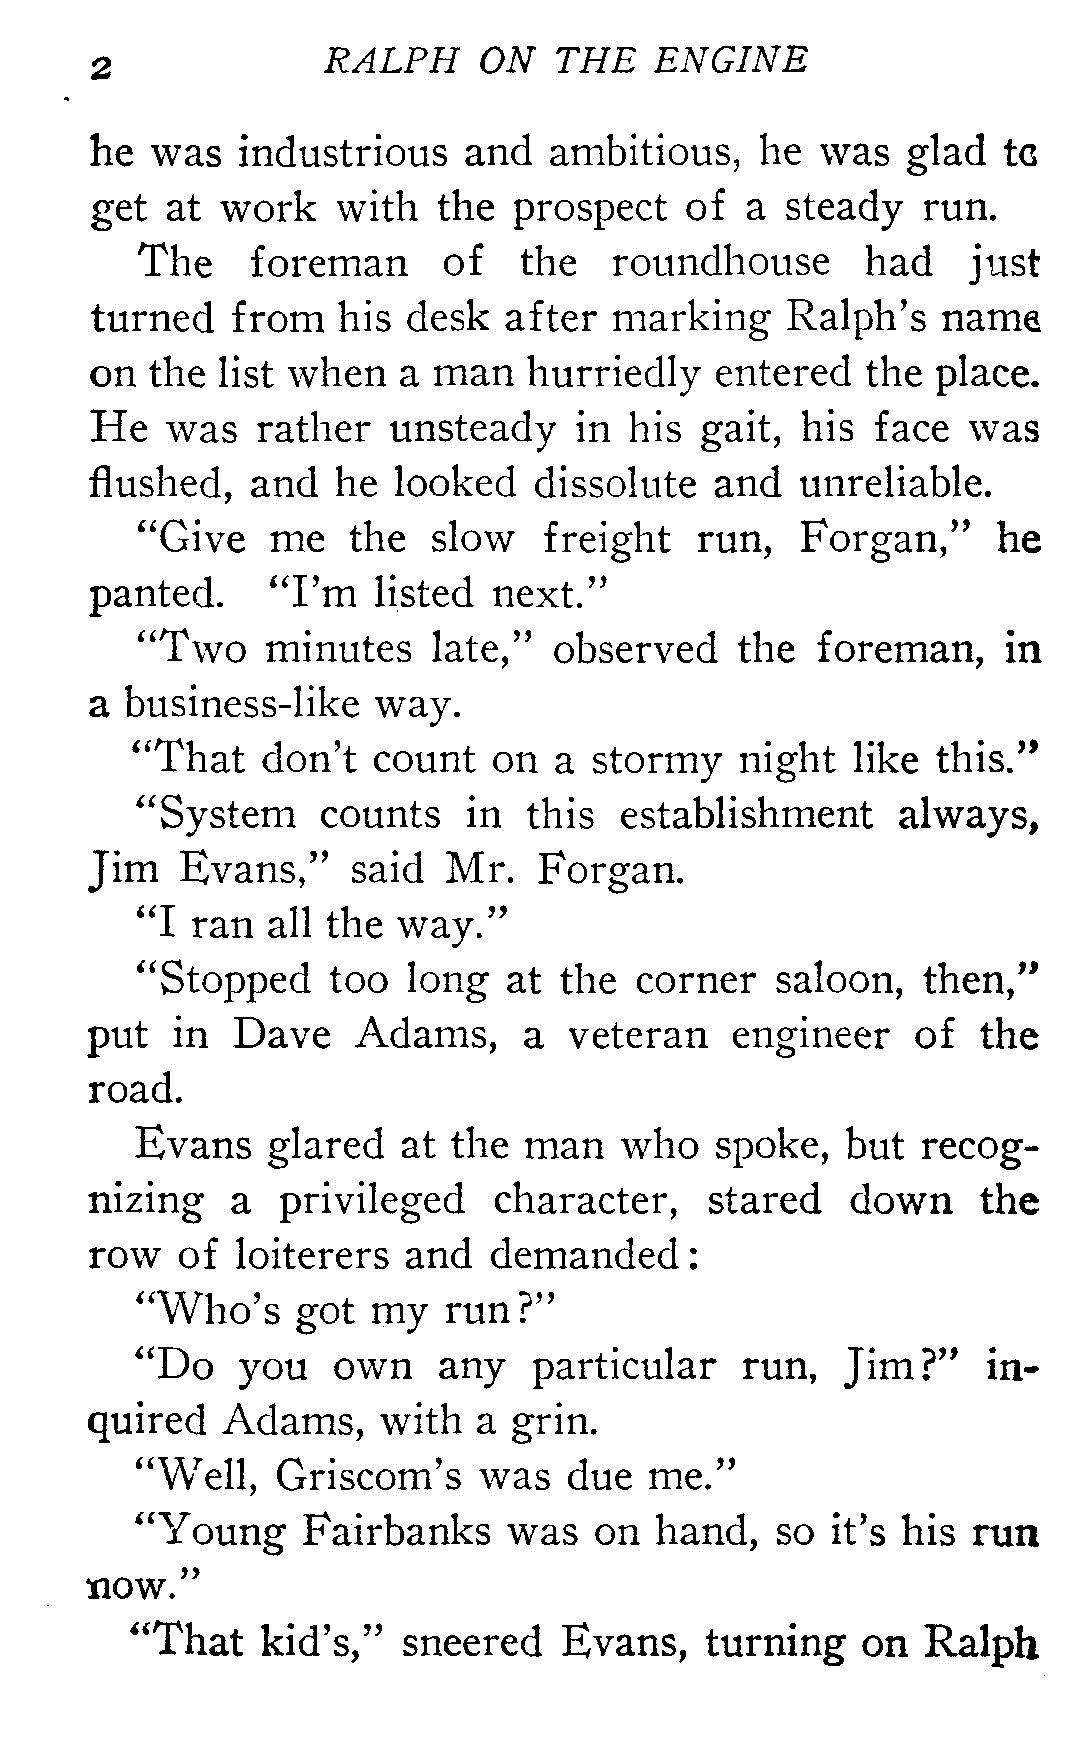 2 RALPH ON THE ENGINE
he was industrious and ambitious, he was glad to
get at work with the prospect of a steady run.
The foreman of the roundhouse had just
turned from his desk after marking Ralph's name
on the list when a man hurriedly entered the place.
He was rather unsteady in his gait, his face was
flushed, and he looked dissolute and unreliable.
"Give me the slow freight run, Forgan," he
panted. "I'm listed next."
"Two minutes late," observed the foreman, in
a business-like way.
"That don't count on a stormy night like this."
"System counts in this establishment always,
Jim Evans," said Mr. Forgan.
"I ran all the way."
"Stopped too long at the corner saloon, then,"
put in Dave Adams, a veteran engineer of the
road.
Evans glared at the man who spoke, but recog-
nizing a privileged character, stared down the
row of loiterers and demanded:
"Who's got my run?"
"Do you own any particular run, Jim?" in-
quired Adams, with a grin.
"Well, Griscom's was due me."
"Young Fairbanks was on hand, so it's his run
now."
"That kid's," sneered Evans, turning on Ralph